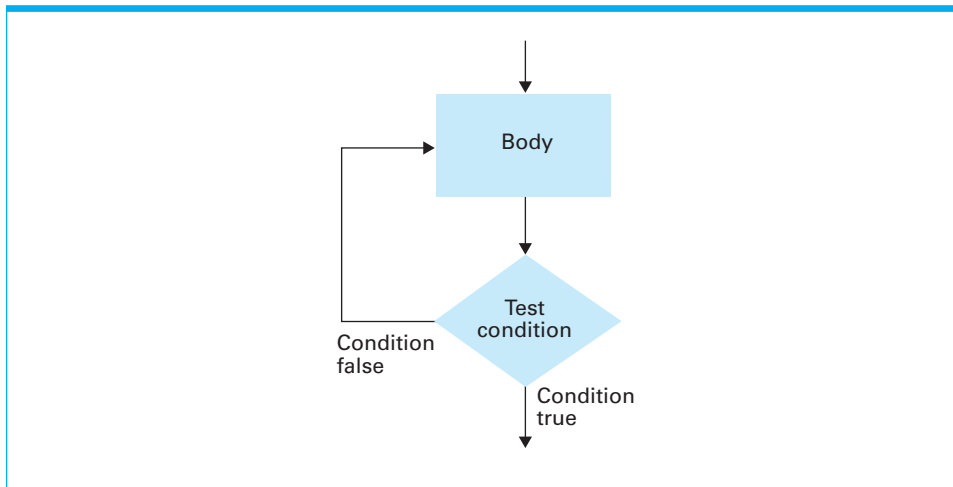 Body
Test
condition
Condition
false
Condition
true